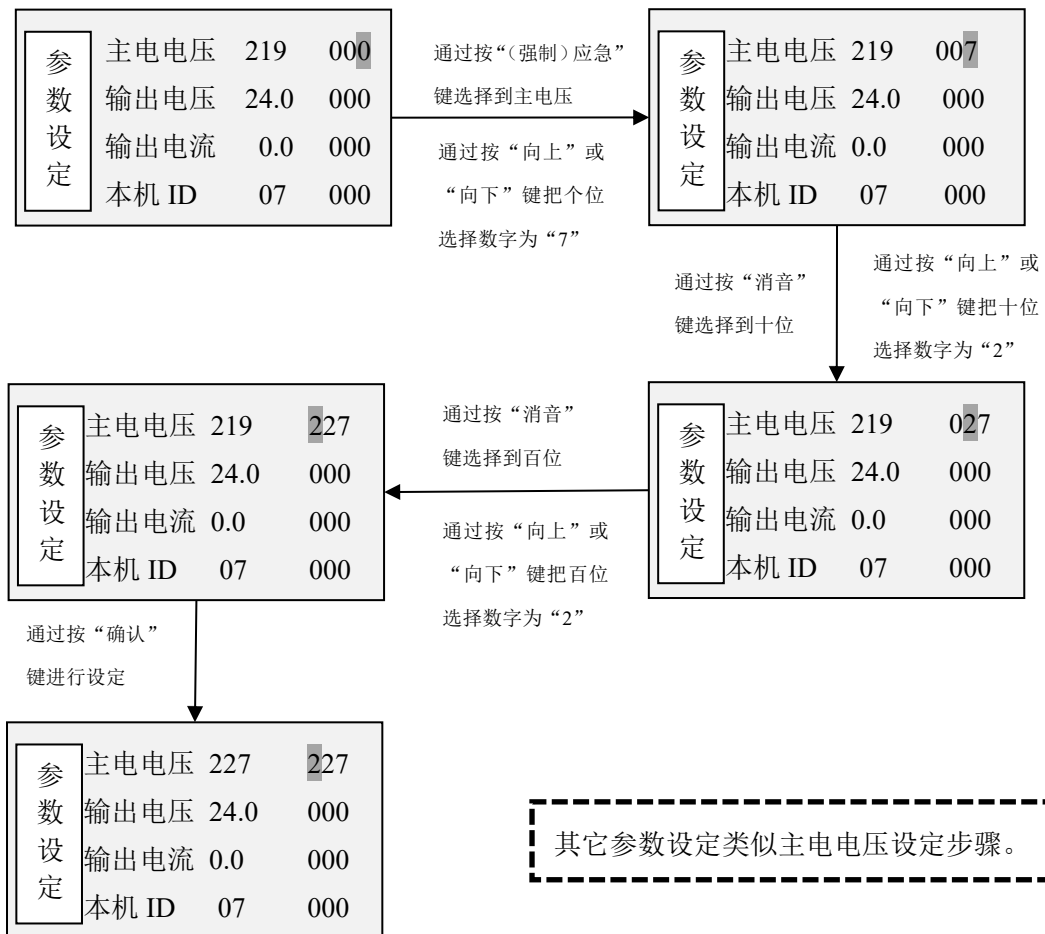 参数设定
主电电压 219 000
输出电压 24.0 000
输出电流 0.0 000
本机 ID 07 000
通过按“(强制)应急”
键选择到主电压
通过按“向上”或
“向下”键把个位
选择数字为“7”
参数设定
主电电压 219 007
输出电压 24.0 000
输出电流 0.0 000
本机 ID 07 000
通过按“消音”
键选择到十位
通过按“向上”或
“向下”键把十位
选择数字为“2”
参数设定
主电电压 219 027
输出电压 24.0 000
输出电流 0.0 000
本机 ID 07 000
通过按“消音”
键选择到百位
通过按“向上”或
“向下”键把百位
选择数字为“2”
参数设定
主电电压 219 227
输出电压 24.0 000
输出电流 0.0 000
本机 ID 07 000
通过按“确认”
键进行设定
参数设定
主电电压 227 227
输出电压 24.0 000
输出电流 0.0 000
本机 ID 07 000
其它参数设定类似主电电压设定步骤。